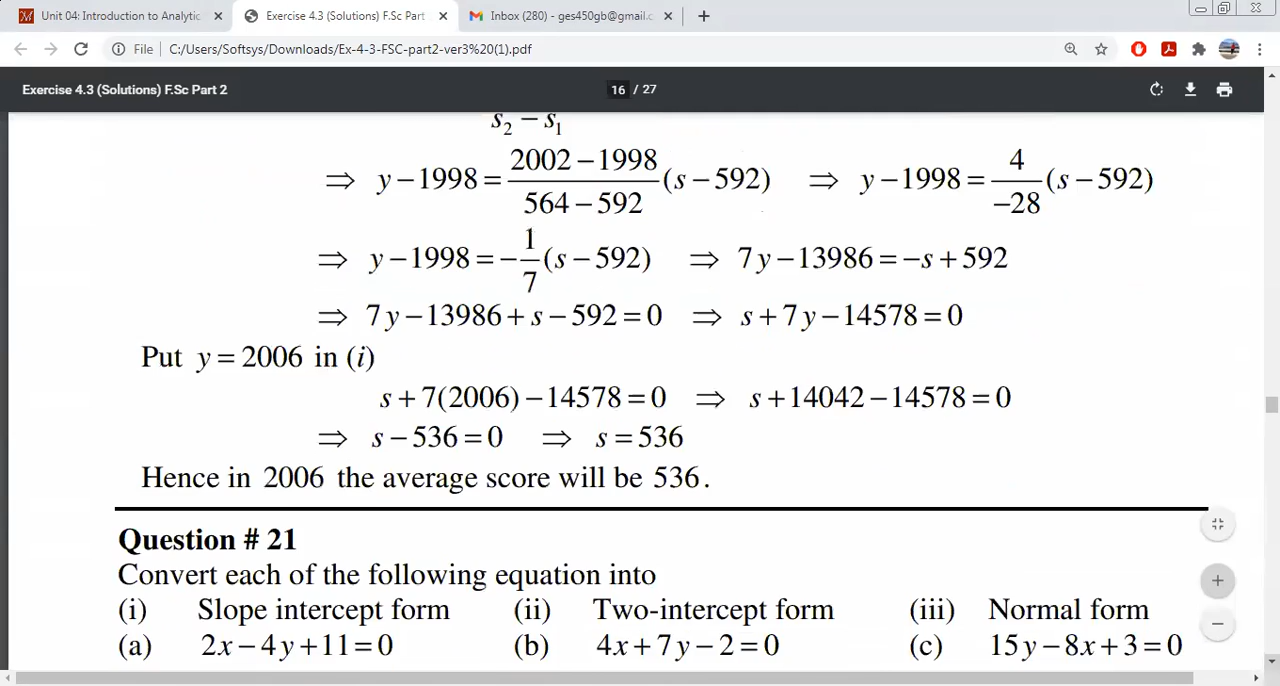 Unit 04: Introduction to Analytic
Exercise 4.3 (Solutions) F.Sc Part
Inbox (280) - ges450gb@gmail.c
File | C:/Users/Softsys/Downloads/Ex-4-3-FSC-part2-ver3%20(1).pdf
Exercise 4.3 (Solutions) F.Sc Part 2
16 / 27
s₂ − s₁
⇒ y − 1998 = (2002 − 1998)/(564 − 592) (s − 592) ⇒ y − 1998 = 4/−28 (s − 592)
⇒ y − 1998 = −1/7 (s − 592) ⇒ 7y − 13986 = −s + 592
⇒ 7y − 13986 + s − 592 = 0 ⇒ s + 7y − 14578 = 0
Put y = 2006 in (i)
s + 7(2006) − 14578 = 0 ⇒ s + 14042 − 14578 = 0
⇒ s − 536 = 0 ⇒ s = 536
Hence in 2006 the average score will be 536.
Question # 21
Convert each of the following equation into
(i) Slope intercept form (ii) Two-intercept form (iii) Normal form
(a) 2x − 4y + 11 = 0 (b) 4x + 7y − 2 = 0 (c) 15y − 8x + 3 = 0